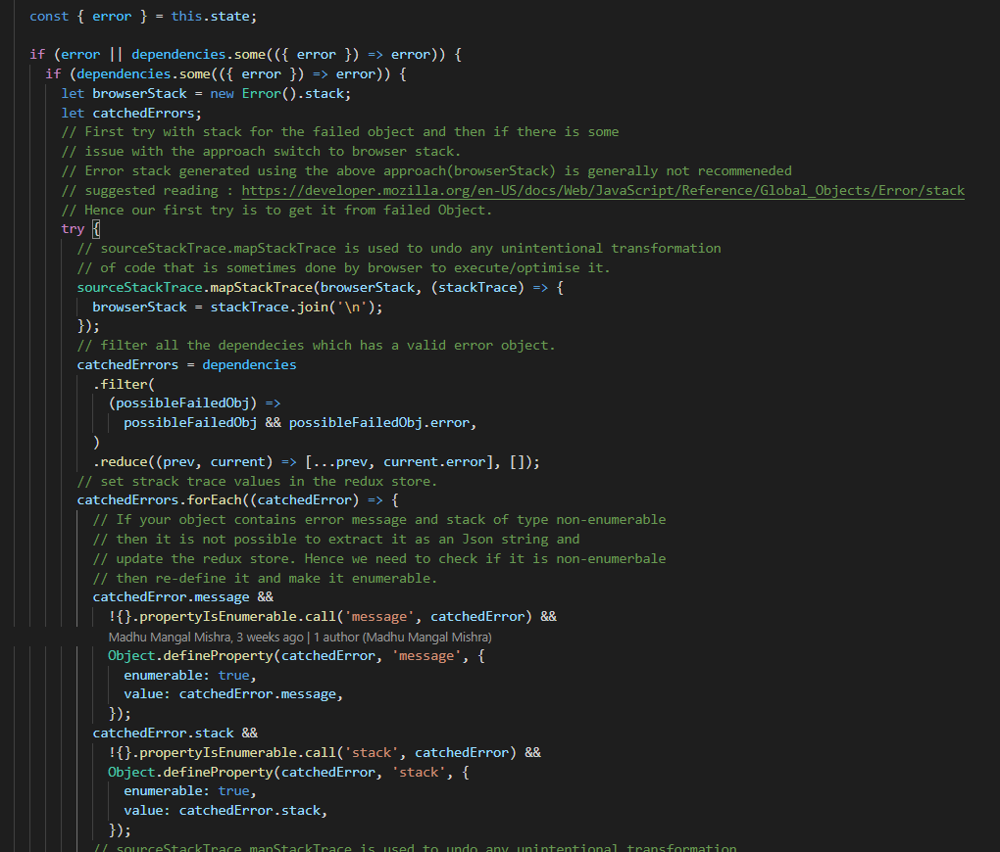 const { error } = this.state;
if (error || dependencies.some(({ error }) => error)) {
if (dependencies.some(({ error }) => error)) {
let browserStack = new Error().stack;
let catchedErrors;
// First try with stack for the failed object and then if there is some
// issue with the approach switch to browser stack.
// Error stack generated using the above approach(browserStack) is generally not recommeneded
// suggested reading : https://developer.mozilla.org/en-US/docs/Web/JavaScript/Reference/Global_Objects/Error/stack
// Hence our first try is to get it from failed Object.
try {
// sourceStackTrace.mapStackTrace is used to undo any unintentional transformation
// of code that is sometimes done by browser to execute/optimise it.
sourceStackTrace.mapStackTrace(browserStack, (stackTrace) => {
browserStack = stackTrace.join('\n');
});
// filter all the dependecies which has a valid error object.
catchedErrors = dependencies
.filter(
(possibleFailedObj) =>
possibleFailedObj && possibleFailedObj.error,
)
.reduce((prev, current) => [...prev, current.error], []);
// set strack trace values in the redux store.
catchedErrors.forEach((catchedError) => {
// If your object contains error message and stack of type non-enumerable
// then it is not possible to extract it as an Json string and
// update the redux store. Hence we need to check if it is non-enumerbale
// then re-define it and make it enumerable.
catchedError.message &&
!{}.propertyIsEnumerable.call('message', catchedError) &&
Madhu Mangal Mishra, 3 weeks ago | 1 author (Madhu Mangal Mishra)
Object.defineProperty(catchedError, 'message', {
enumerable: true,
value: catchedError.message,
});
catchedError.stack &&
!{}.propertyIsEnumerable.call('stack', catchedError) &&
Object.defineProperty(catchedError, 'stack', {
enumerable: true,
value: catchedError.stack,
});
// sourceStackTrace.mapStackTrace is used to undo any unintentional transformation